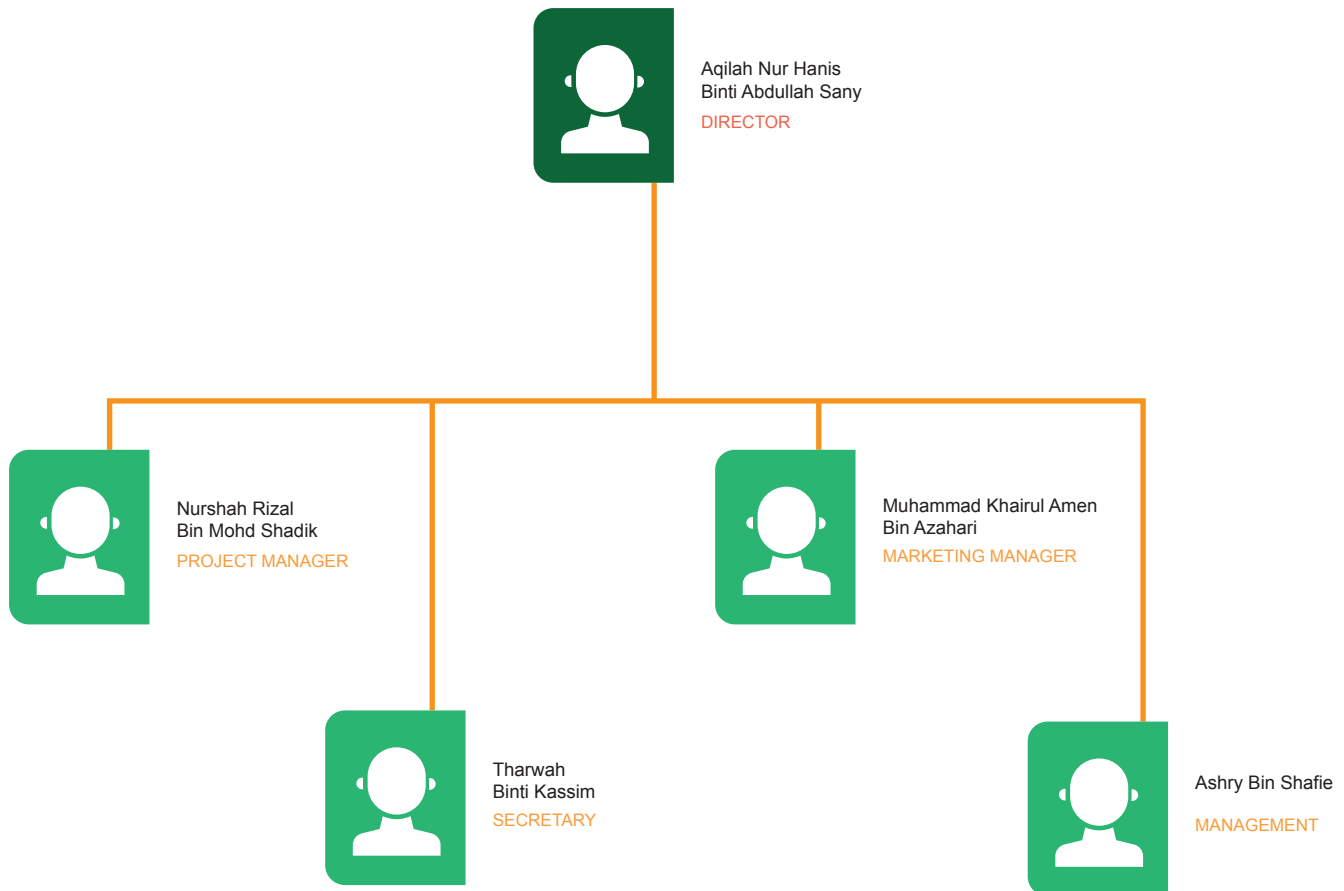 Aqilah Nur Hanis
Binti Abdullah Sany
DIRECTOR
Nurshah Rizal
Bin Mohd Shadik
PROJECT MANAGER
Muhammad Khairul Amen
Bin Azahari
MARKETING MANAGER
Tharwah
Binti Kassim
SECRETARY
Ashry Bin Shafie
MANAGEMENT